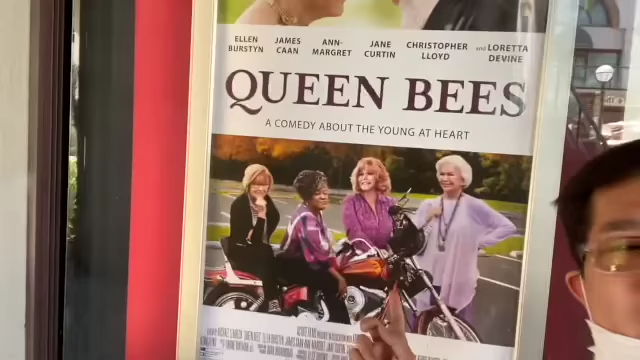 ELLEN JAMES ANN- JANE CHRISTOPHER and LORETTA
BURSTYN CAAN MARGRET CURTIN LLOYD DEVINE
QUEEN BEES
A COMEDY ABOUT THE YOUNG AT HEART